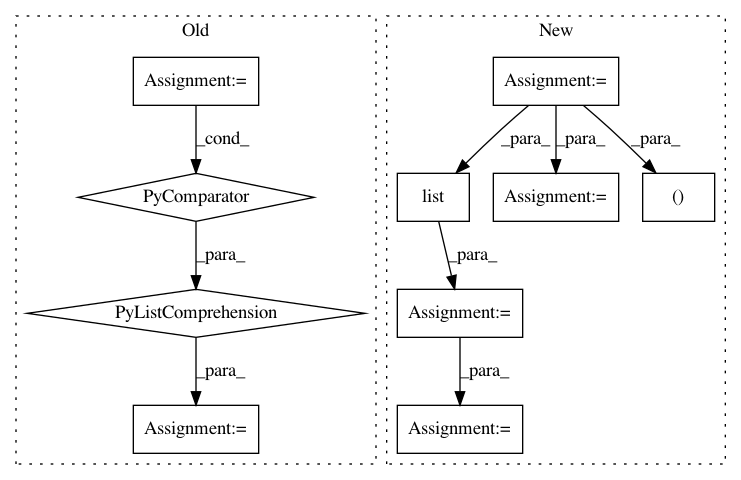 Old
New
Assignment:=
Assignment:=
_cond_
_para_
_para_
_para_
PyComparator
list
Assignment:=
()
_para_
_para_
PyListComprehension
Assignment:=
_para_
_para_
Assignment:=
Assignment:=